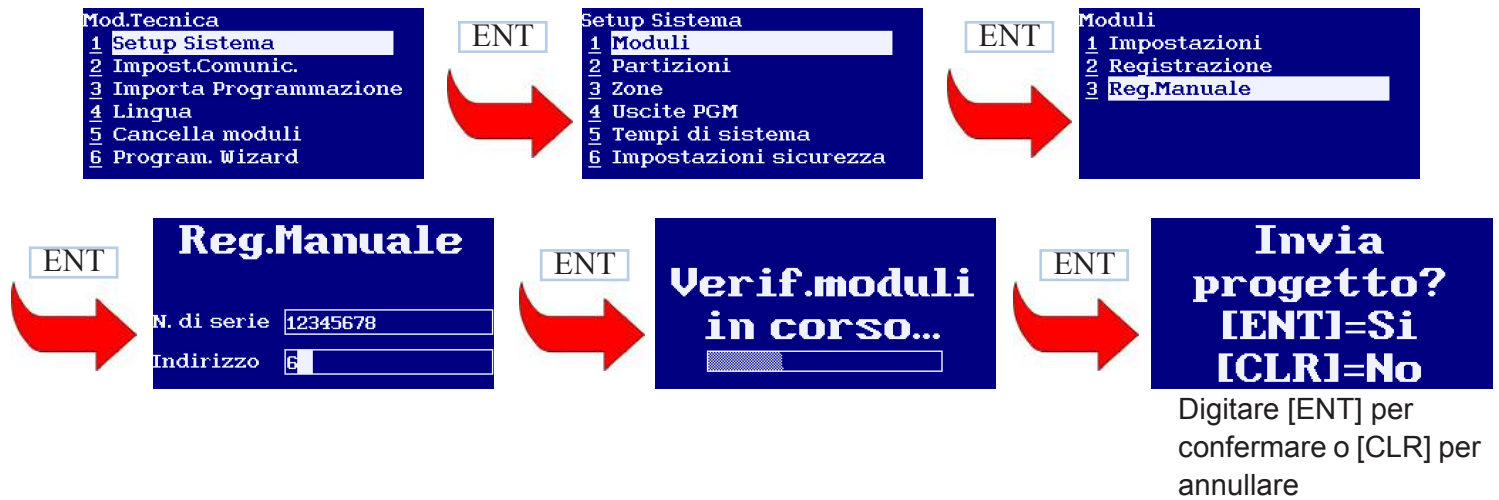 Mod.Tecnica
1 Setup Sistema
2 Impost.Comunic.
3 Importa Programmazione
4 Lingua
5 Cancella moduli
6 Program. Wizard
ENT
Setup Sistema
1 Moduli
2 Partizioni
3 Zone
4 Uscite PGM
5 Tempi di sistema
6 Impostazioni sicurezza
ENT
Moduli
1 Impostazioni
2 Registrazione
3 Reg.Manuale
ENT
Reg.Manuale
N. di serie 12345678
Indirizzo 6
ENT
Verif.moduli
in corso...
ENT
Invia
progetto?
[ENT]=Si
[CLR]=No
Digitare [ENT] per
confermare o [CLR] per
annullare